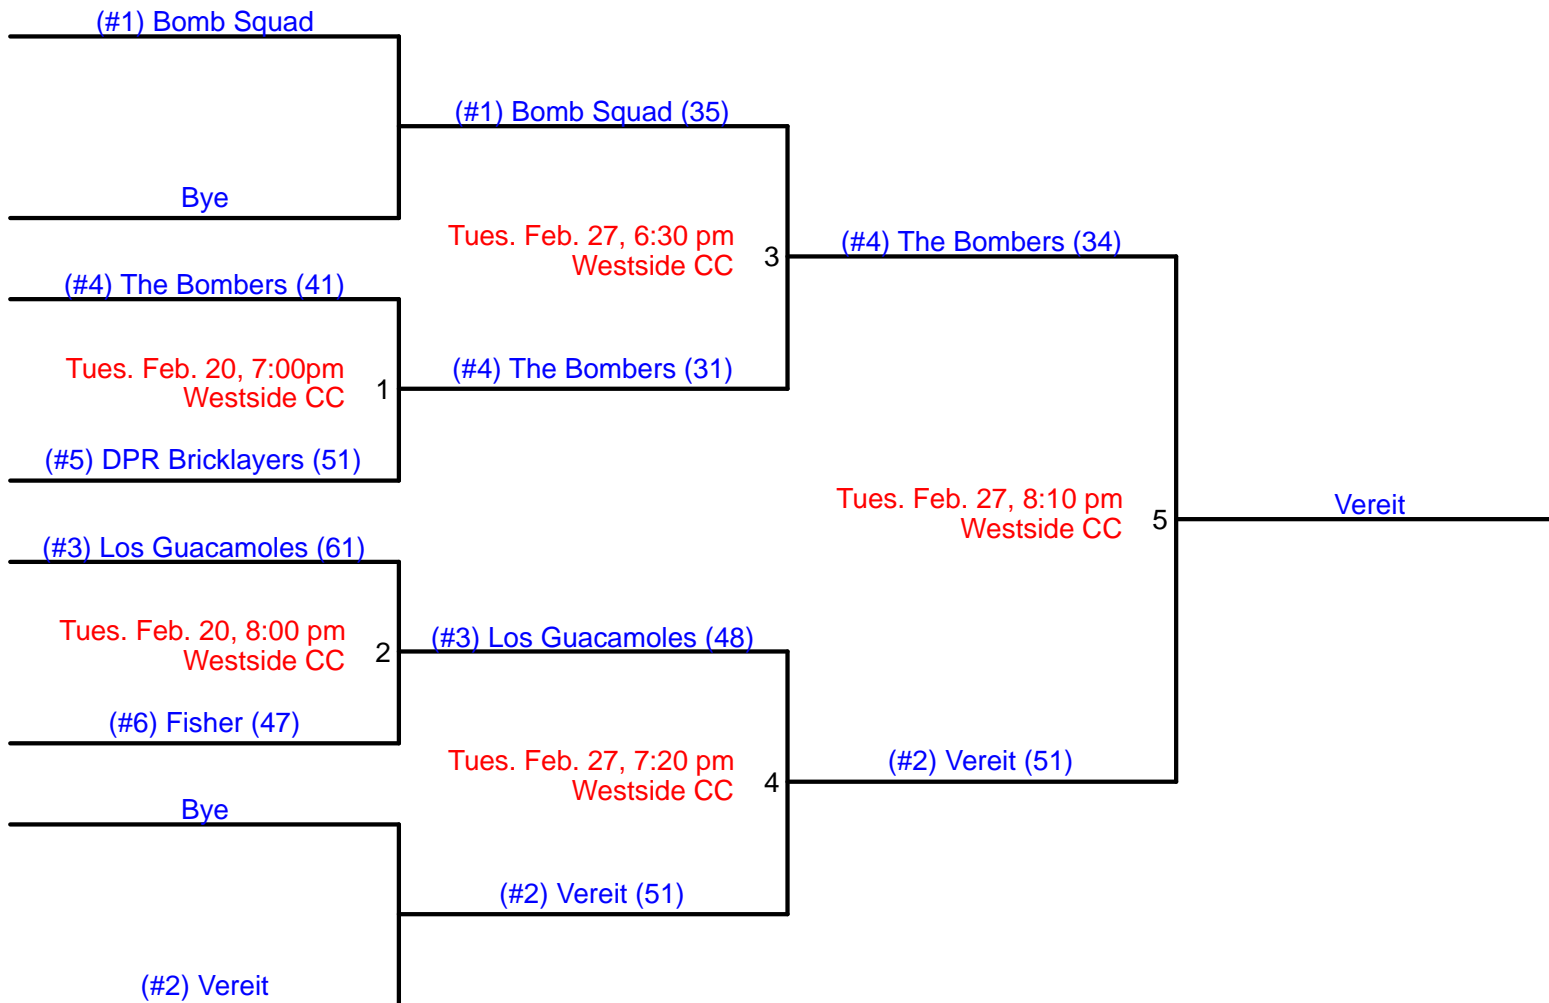 (#1) Bomb Squad
(#1) Bomb Squad (35)
Bye
Tues. Feb. 27, 6:30 pm
Westside CC
3
(#4) The Bombers (34)
(#4) The Bombers (41)
Tues. Feb. 20, 7:00pm
Westside CC
1
(#4) The Bombers (31)
(#5) DPR Bricklayers (51)
Tues. Feb. 27, 8:10 pm
Westside CC
5
Vereit
(#3) Los Guacamoles (61)
Tues. Feb. 20, 8:00 pm
Westside CC
2
(#3) Los Guacamoles (48)
(#6) Fisher (47)
Tues. Feb. 27, 7:20 pm
Westside CC
4
(#2) Vereit (51)
Bye
(#2) Vereit (51)
(#2) Vereit